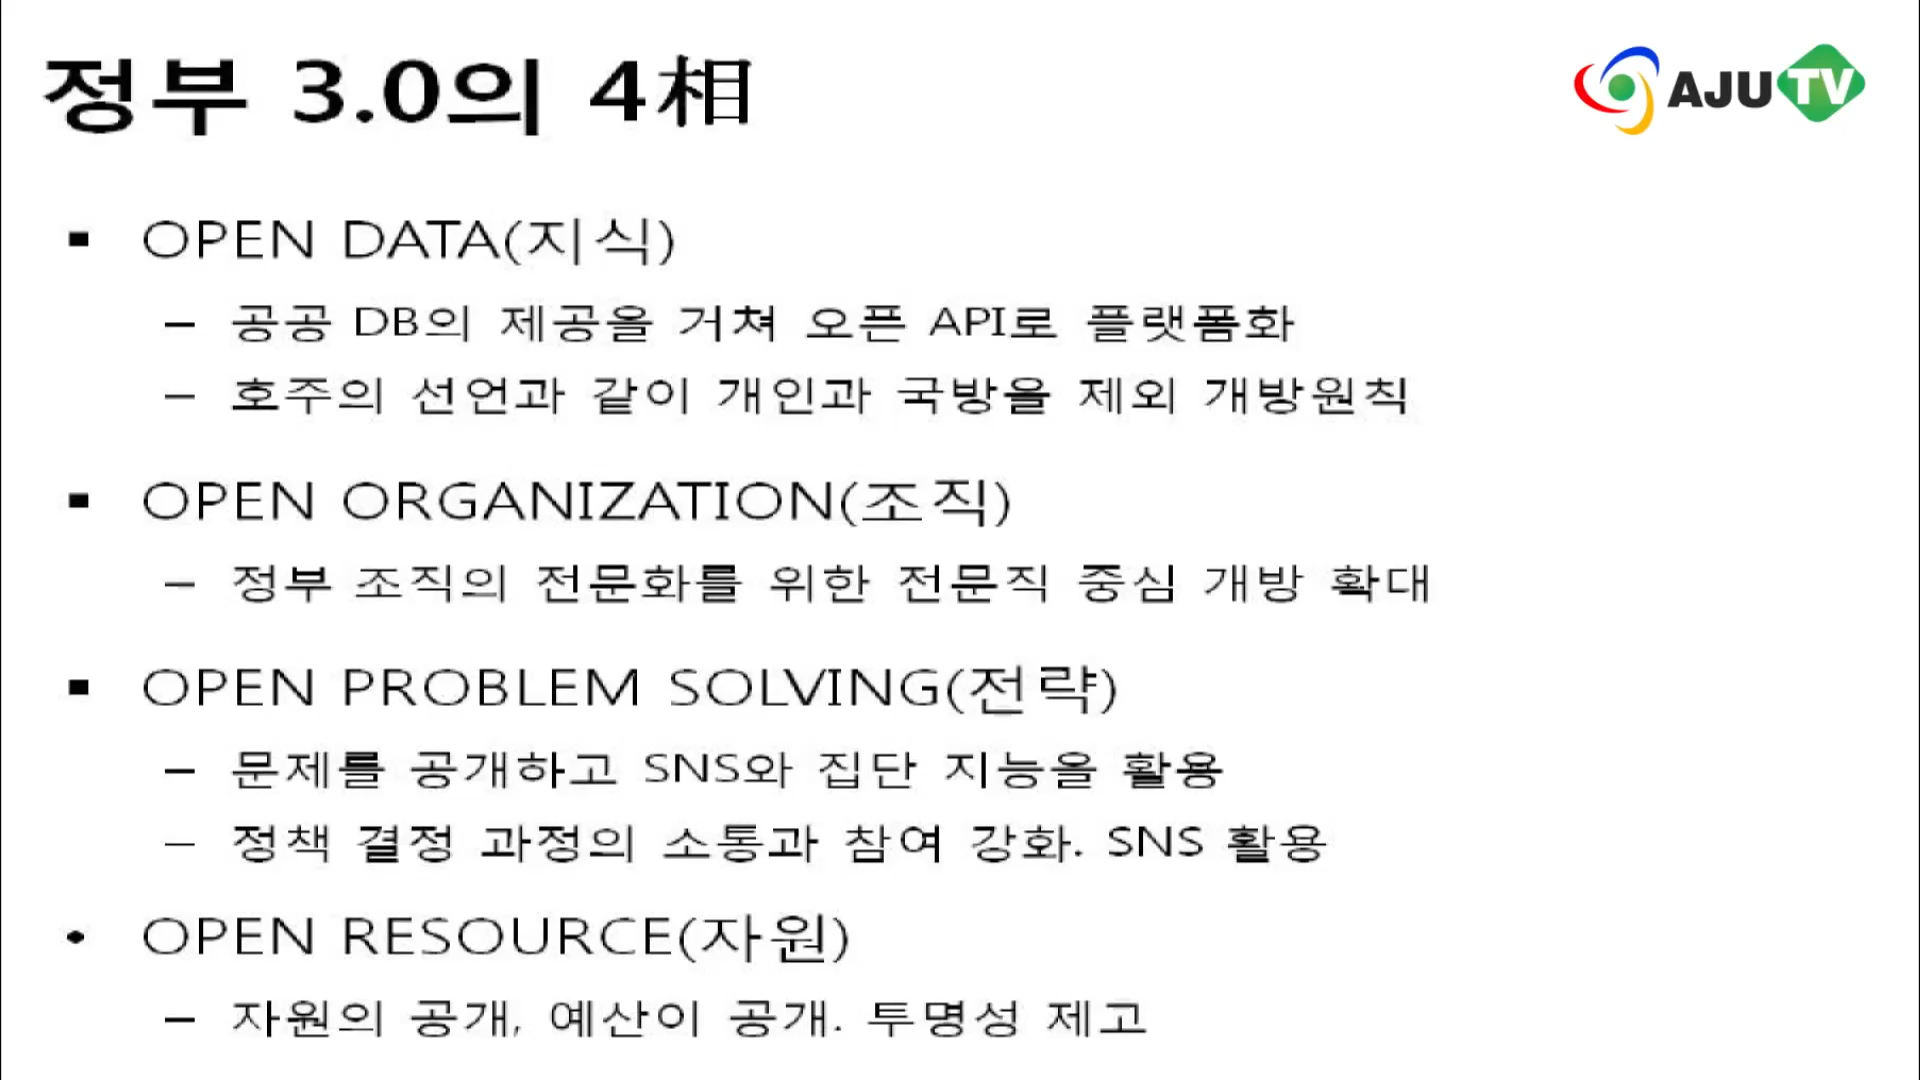 정부 3.0의 4相
AJU TV
▪ OPEN DATA(지식)
– 공공 DB의 제공을 거쳐 오픈 API로 플랫폼화
– 호주의 선언과 같이 개인과 국방을 제외 개방원칙
▪ OPEN ORGANIZATION(조직)
– 정부 조직의 전문화를 위한 전문직 중심 개방 확대
▪ OPEN PROBLEM SOLVING(전략)
– 문제를 공개하고 SNS와 집단 지능을 활용
– 정책 결정 과정의 소통과 참여 강화. SNS 활용
• OPEN RESOURCE(자원)
– 자원의 공개, 예산이 공개. 투명성 제고